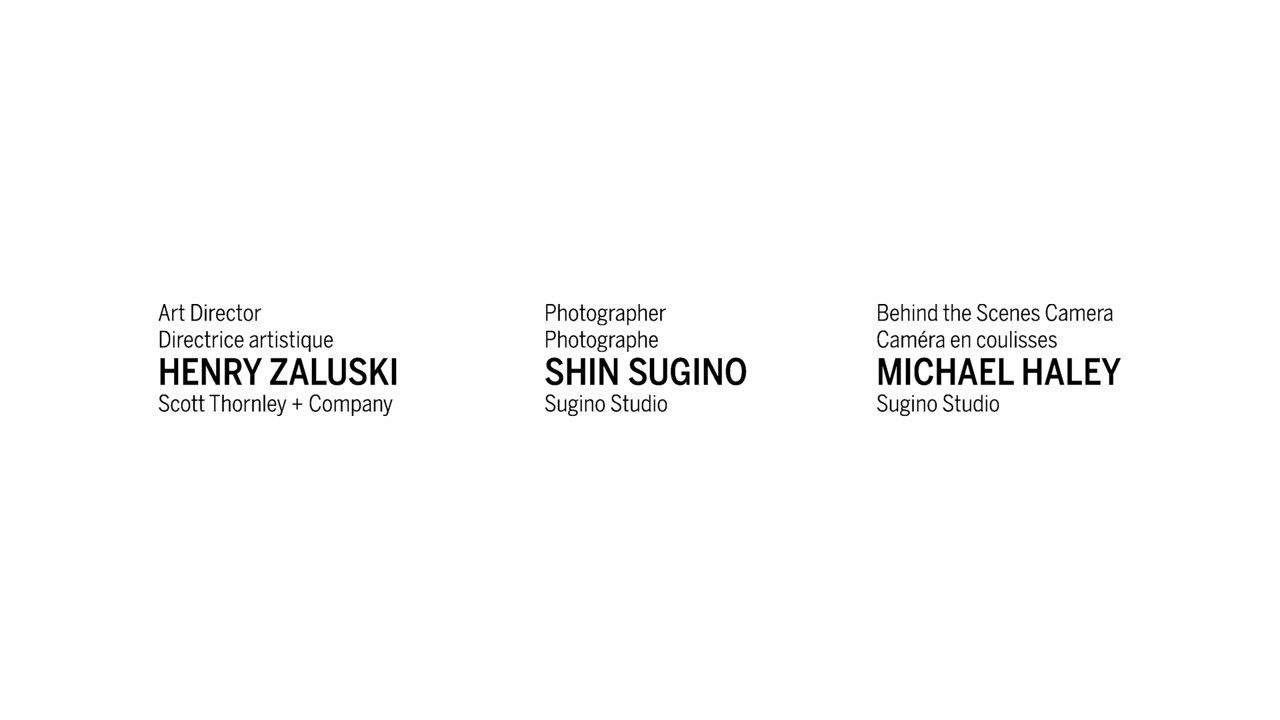 Art Director
Directrice artistique
HENRY ZALUSKI
Scott Thornley + Company
Photographer
Photographe
SHIN SUGINO
Sugino Studio
Behind the Scenes Camera
Caméra en coulisses
MICHAEL HALEY
Sugino Studio